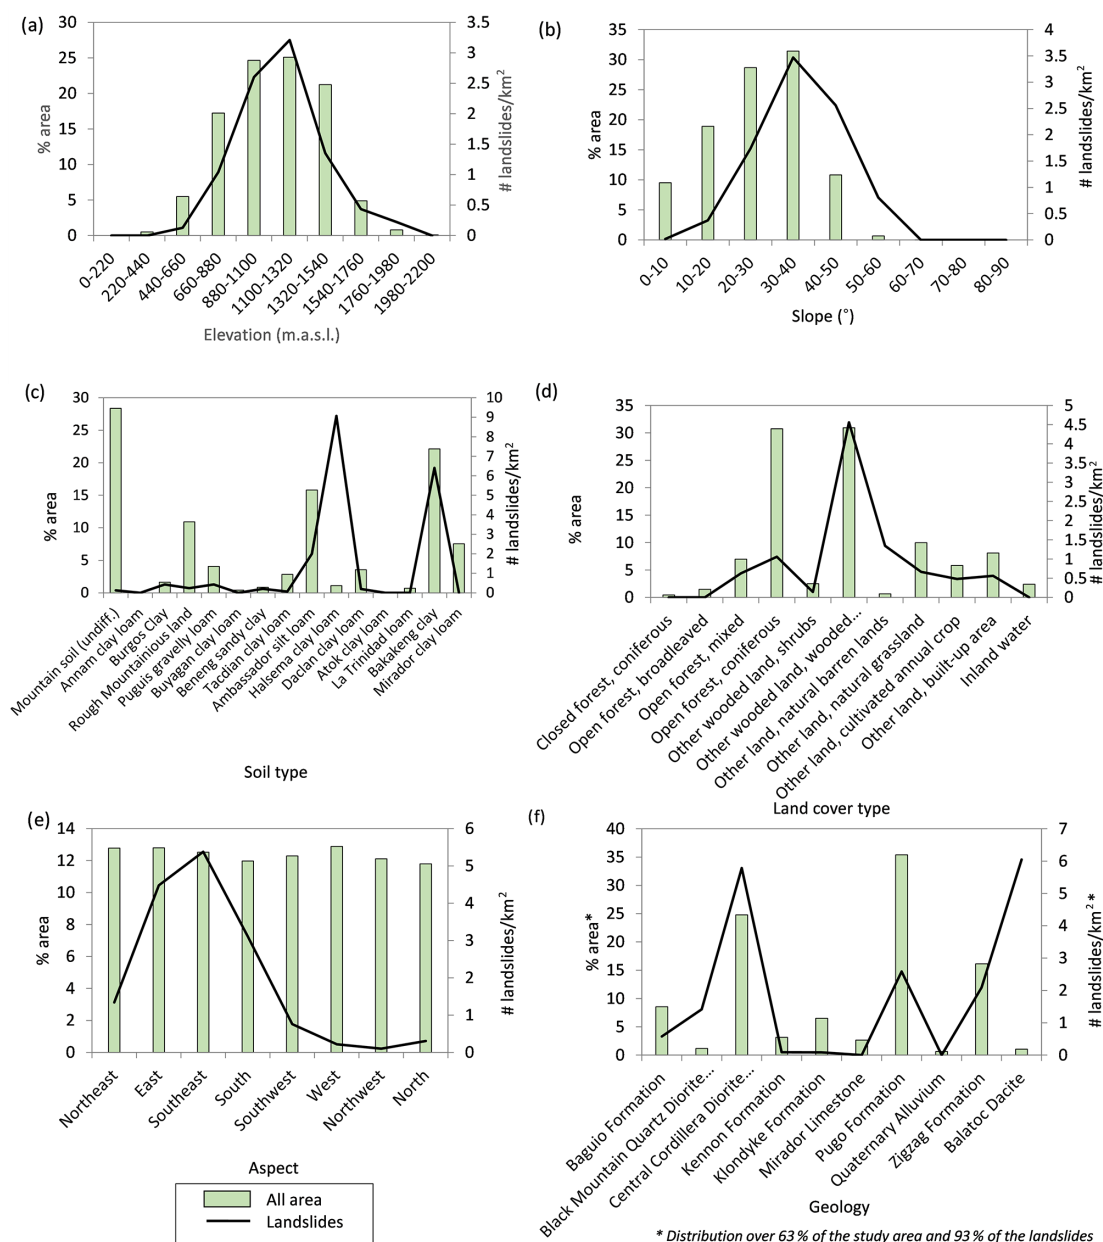 (a)
% area
30
25
20
15
10
5
0
3.5
3
2.5
2
1.5
1
0.5
0
# landslides/km2
0-220
220-440
440-660
660-880
880-1100
1100-1320
1320-1540
1540-1760
1760-1980
1980-2200
Elevation (m.a.s.l.)
(b)
% area
35
30
25
20
15
10
5
0
4
3.5
3
2.5
2
1.5
1
0.5
0
# landslides/km2
0-10
10-20
20-30
30-40
40-50
50-60
60-70
70-80
80-90
Slope (°)
(c)
% area
30
25
20
15
10
5
0
10
9
8
7
6
5
4
3
2
1
0
# landslides/km2
Mountain soil (undiff.)
Annam clay loam
Burgos Clay
Rough Mountainious land
Puguis gravelly loam
Buyagan clay loam
Beneng sandy clay
Tacdian clay loam
Ambassador silt loam
Halsema clay loam
Daclan clay loam
Atok clay loam
La Trinidad loam
Bakakeng clay
Mirador clay loam
Soil type
(d)
% area
35
30
25
20
15
10
5
0
5
4.5
4
3.5
3
2.5
2
1.5
1
0.5
0
# landslides/km2
Closed forest, coniferous
Open forest, broadleaved
Open forest, mixed
Open forest, coniferous
Other wooded land, shrubs
Other wooded land, wooded...
Other land, natural barren lands
Other land, natural grassland
Other land, cultivated annual crop
Other land, built-up area
Inland water
Land cover type
(e)
% area
14
12
10
8
6
4
2
0
6
5
4
3
2
1
0
# landslides/km2
Northeast
East
Southeast
South
Southwest
West
Northwest
North
Aspect
All area
Landslides
(f)
% area*
40
35
30
25
20
15
10
5
0
7
6
5
4
3
2
1
0
# landslides/km2*
Baguio Formation
Black Mountain Quartz Diorite...
Central Cordillera Diorite...
Kennon Formation
Klondyke Formation
Mirador Limestone
Pugo Formation
Quaternary Alluvium
Zigzag Formation
Balatoc Dacite
Geology
* Distribution over 63% of the study area and 93% of the landslides